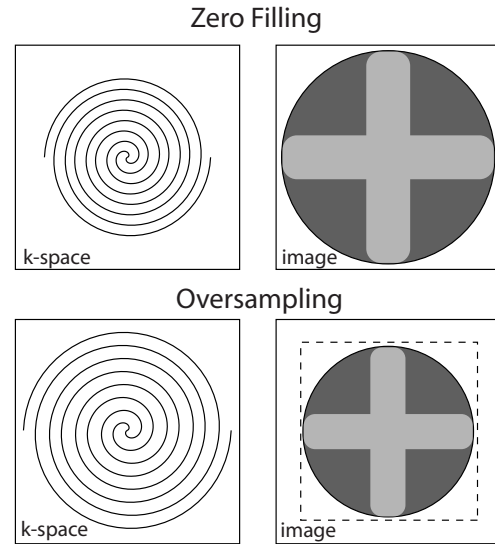 Zero Filling
k-space
image
Oversampling
k-space
image